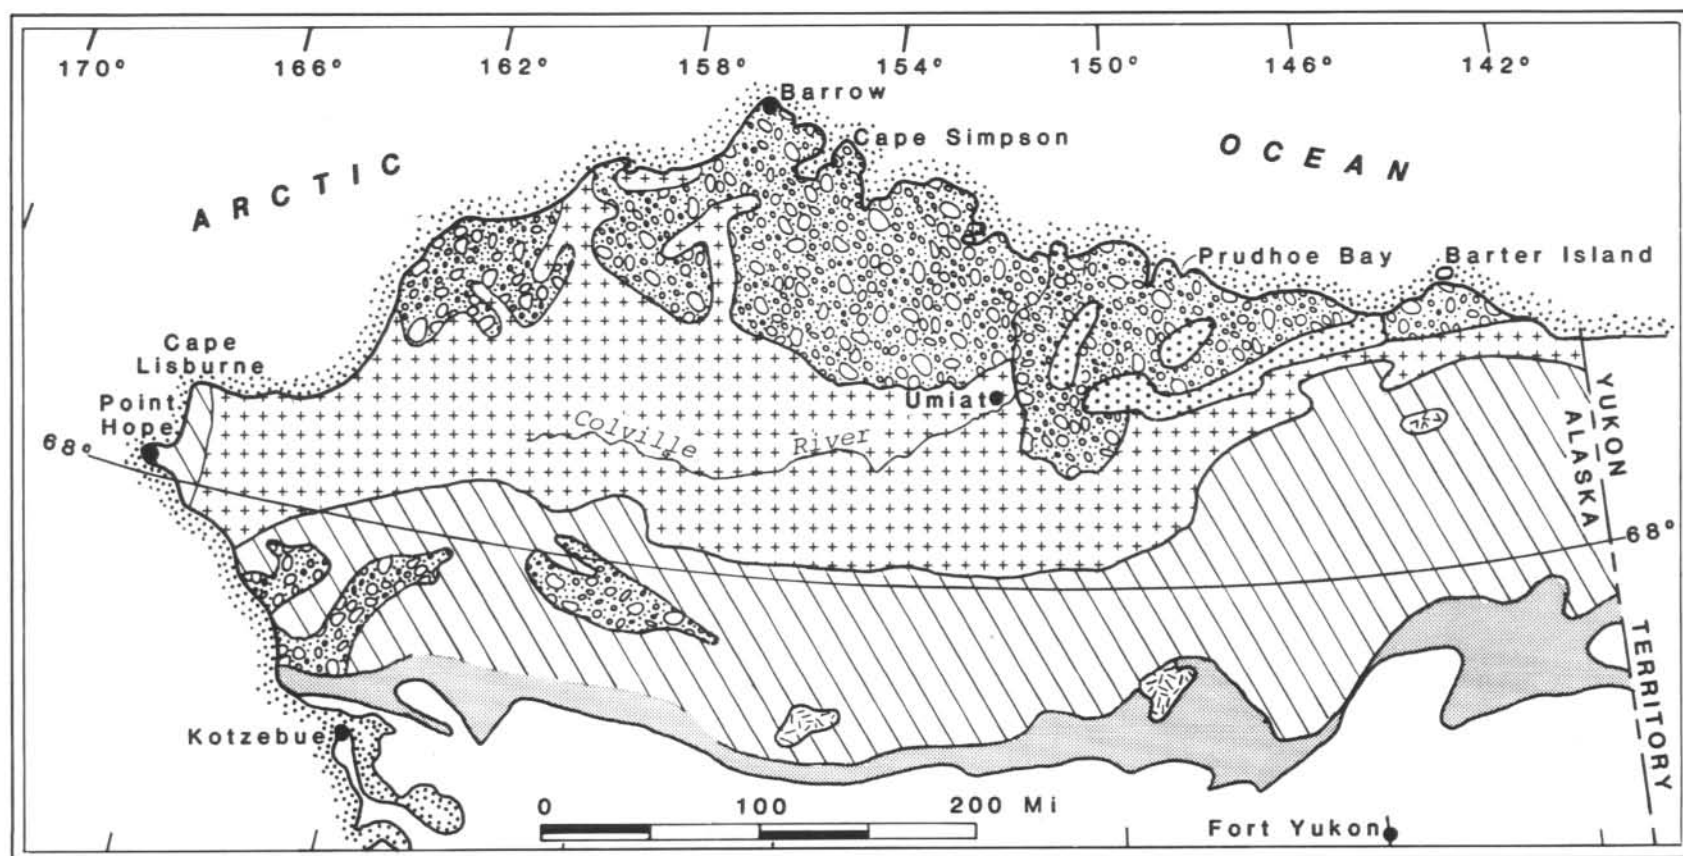 170° 166° 162° 158° 154° 150° 146° 142°
Barrow
Cape Simpson
ARCTIC
OCEAN
Prudhoe Bay
Barter Island
Cape
Lisburne
Point
Hope
Umiat
Colville River
68°
YUKON
ALASKA
68°
TERRITORY
Kotzebue
0 100 200 Mi
Fort Yukon